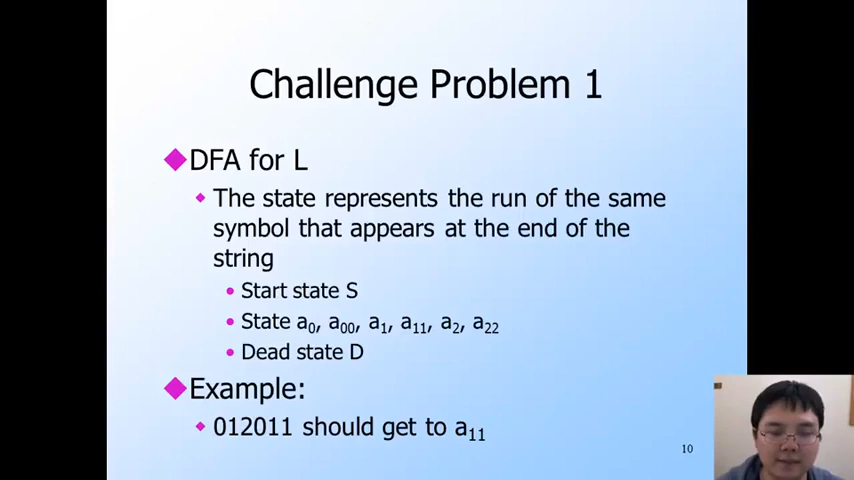 Challenge Problem 1
DFA for L
The state represents the run of the same
symbol that appears at the end of the
string
Start state S
State a₀, a₀₀, a₁, a₁₁, a₂, a₂₂
Dead state D
Example:
012011 should get to a₁₁
10